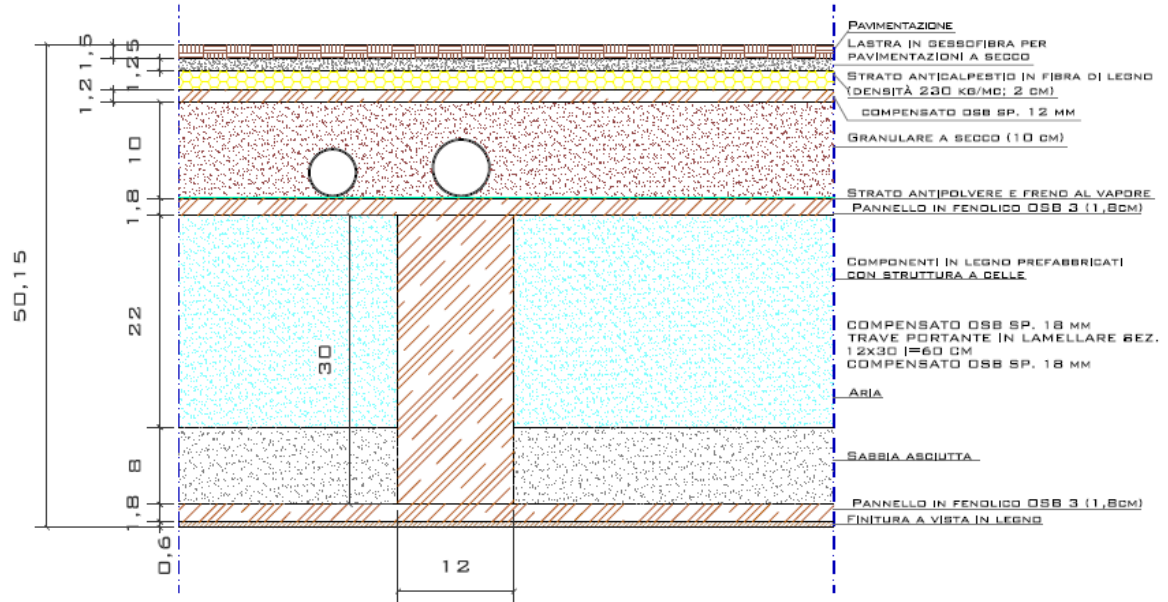 PAVIMENTAZIONE
LASTRA IN GESSOFIBRA PER
PAVIMENTAZIONI A SECCO
STRATO ANTICALPESTIO IN FIBRA DI LEGNO
(DENSITÀ 230 KG/MC; 2 CM)
COMPENSATO OSB SP. 12 MM
GRANULARE A SECCO (10 CM)
STRATO ANTIPOLVERE E FRENO AL VAPORE
PANNELLO IN FENOLICO OSB 3 (1,8CM)
COMPONENTI IN LEGNO PREFABBRICATI
CON STRUTTURA A CELLE
COMPENSATO OSB SP. 18 MM
TRAVE PORTANTE IN LAMELLARE SEZ.
12X30 I=60 CM
COMPENSATO OSB SP. 18 MM
ARIA
SABBIA ASCIUTTA
PANNELLO IN FENOLICO OSB 3 (1,8CM)
FINITURA A VISTA IN LEGNO
50,15
1,5
1,25
1,2
10
1,8
22
30
8
1,8
0,6
12